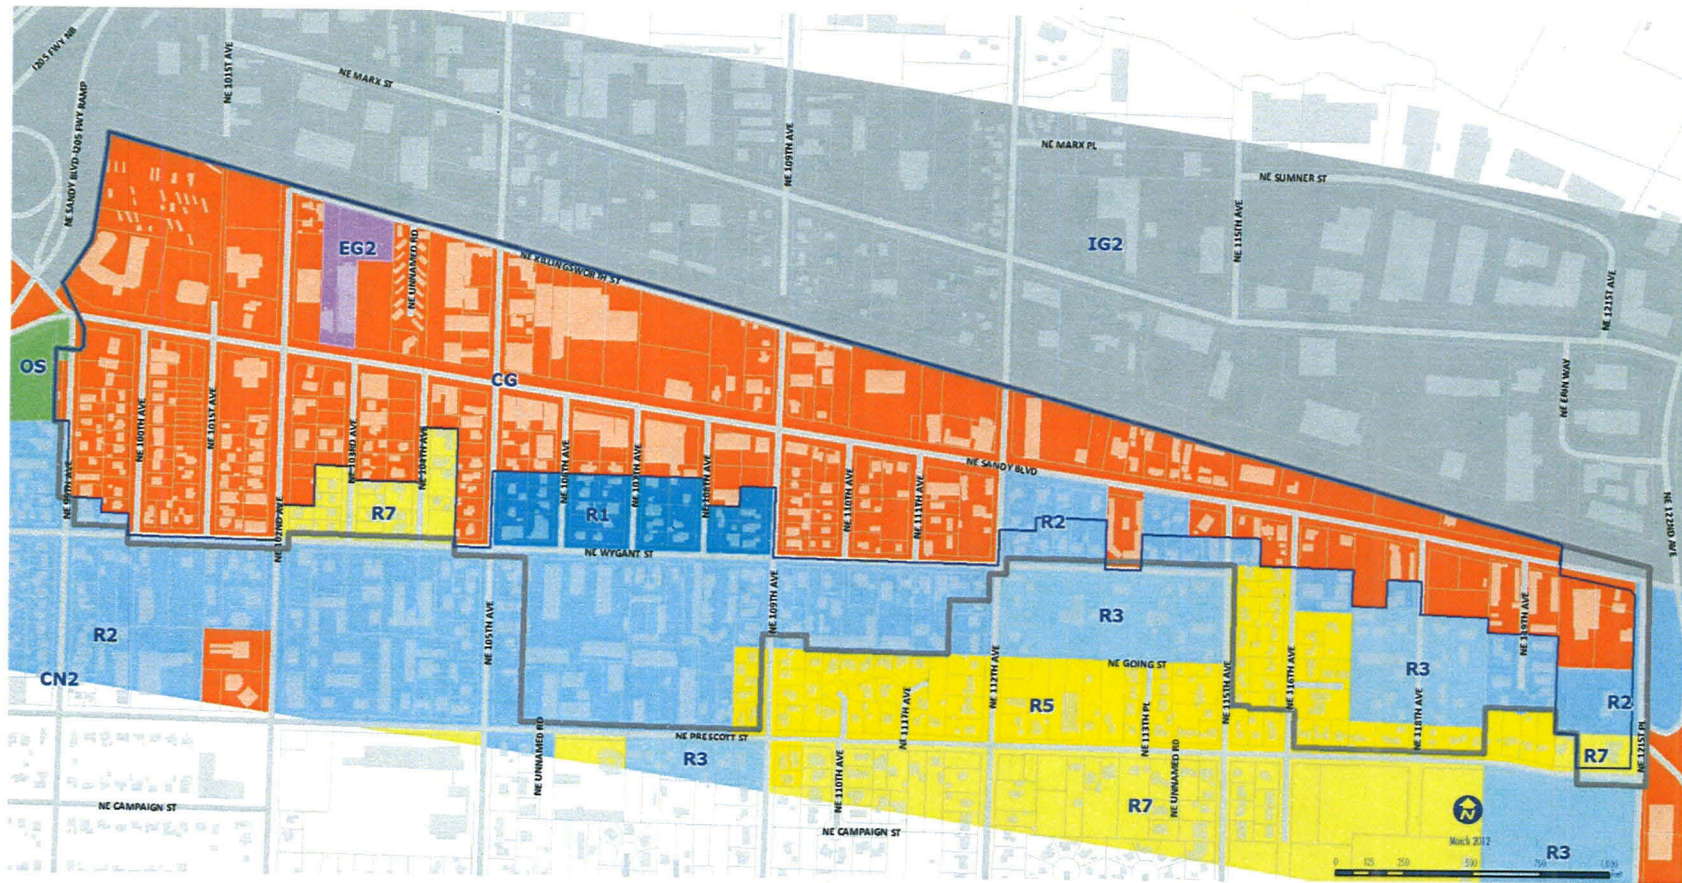 I205 FWY NB
NE SANDY BLVD-I205 FWY RAMP
NE 101ST AVE
NE MARX ST
NE 109TH AVE
NE MARX PL
NE SUMNER ST
NE 115TH AVE
IG2
NE 121ST AVE
EG2
NE UNNAMED RD
NE KILLINGSWORTH ST
OS
CG
NE ERIN WAY
NE 99TH AVE
NE 100TH AVE
NE 101ST AVE
NE 102ND AVE
NE 103RD AVE
NE 104TH AVE
NE 106TH AVE
NE 107TH AVE
NE 108TH AVE
NE 110TH AVE
NE 111TH AVE
NE SANDY BLVD
NE 122ND AVE
R7
R1
R2
NE WYGANT ST
NE 105TH AVE
NE 109TH AVE
R3
NE 119TH AVE
R2
NE GOING ST
R3
CN2
NE 112TH AVE
NE 115TH AVE
NE 116TH AVE
R5
NE 111TH AVE
NE 113TH PL
NE 118TH AVE
R2
NE 121ST PL
NE UNNAMED RD
NE PRESCOTT ST
R3
NE 110TH AVE
NE UNNAMED RD
R7
R7
NE CAMPAIGN ST
NE CAMPAIGN ST
N
March 2012
R3
0 125 250 500 750 1,000